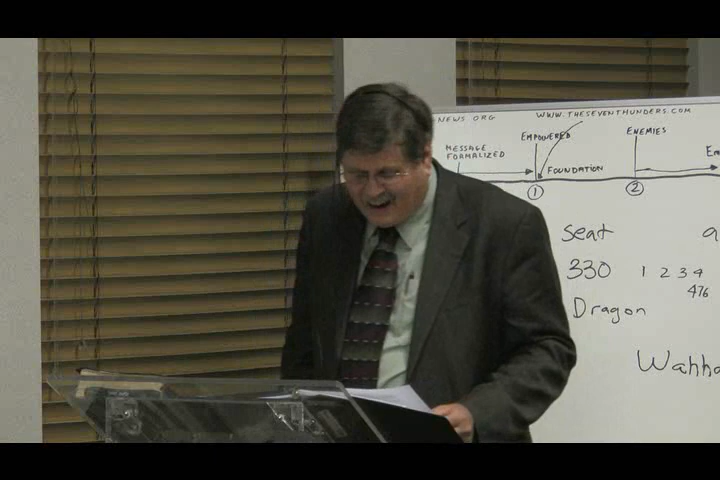 NEWS ORG WWW.THESEVENTHUNDERS.COM
EMPOWERED ENEMIES
MESSAGE
FORMALIZED
FOUNDATION
1 2
seat
330 1 2 3 4
476
Dragon